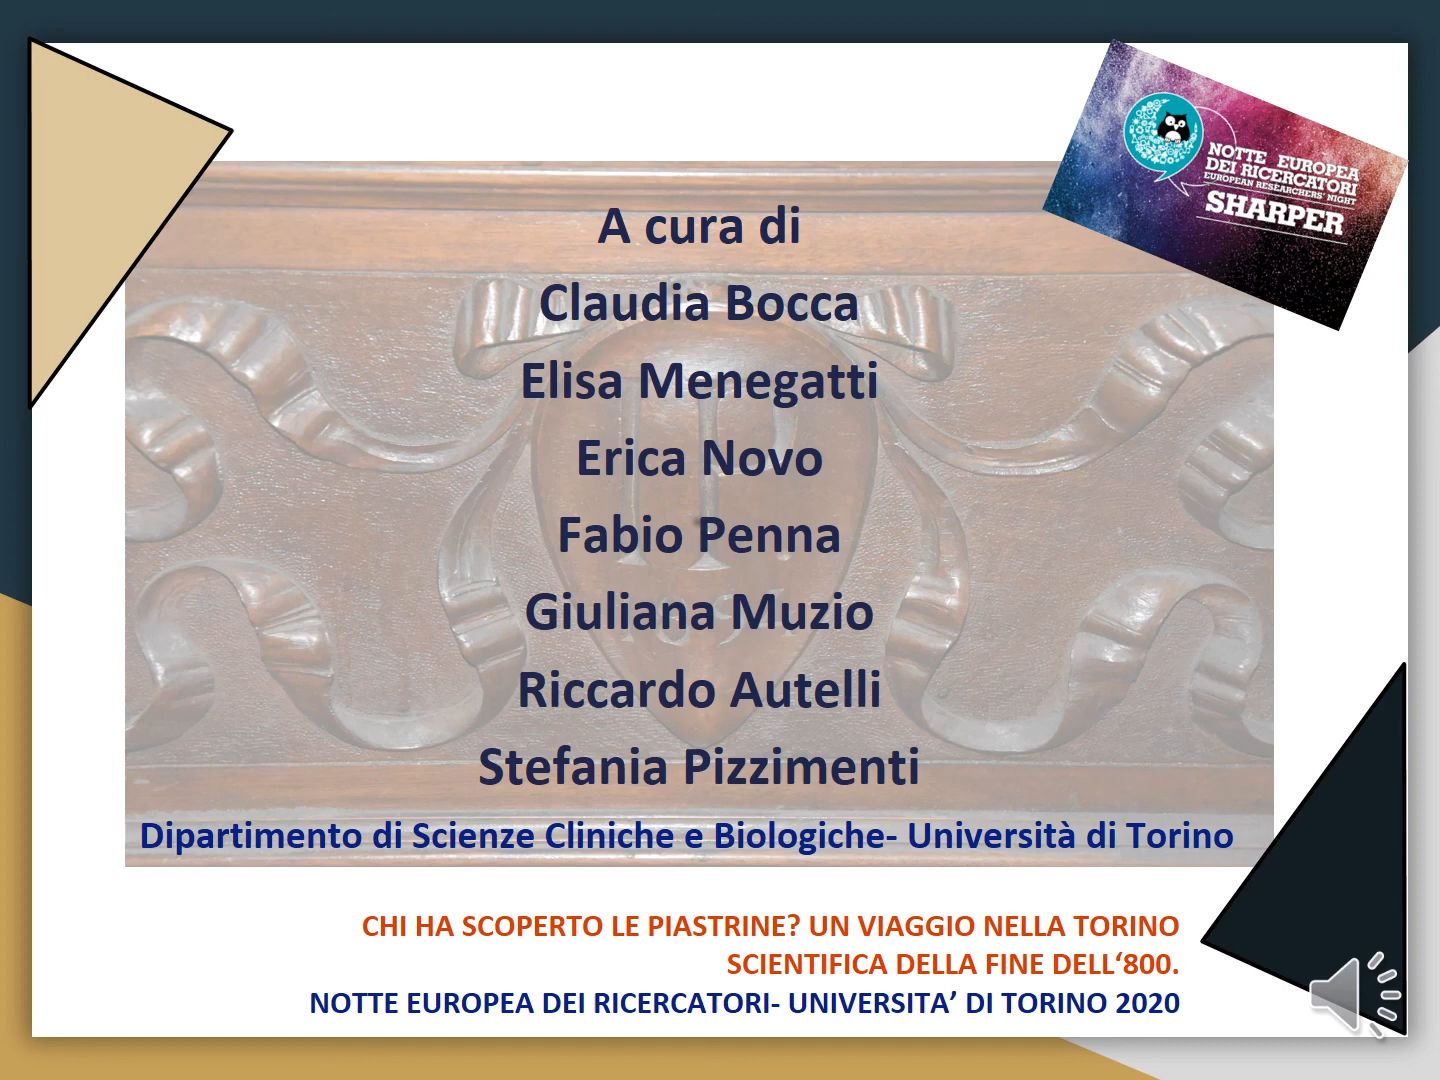 NOTTE EUROPEA
DEI RICERCATORI
EUROPEAN RESEARCHERS' NIGHT
SHARPER
A cura di
Claudia Bocca
Elisa Menegatti
Erica Novo
Fabio Penna
Giuliana Muzio
Riccardo Autelli
Stefania Pizzimenti
Dipartimento di Scienze Cliniche e Biologiche- Università di Torino
CHI HA SCOPERTO LE PIASTRINE? UN VIAGGIO NELLA TORINO
SCIENTIFICA DELLA FINE DELL‘800.
NOTTE EUROPEA DEI RICERCATORI- UNIVERSITA’ DI TORINO 2020